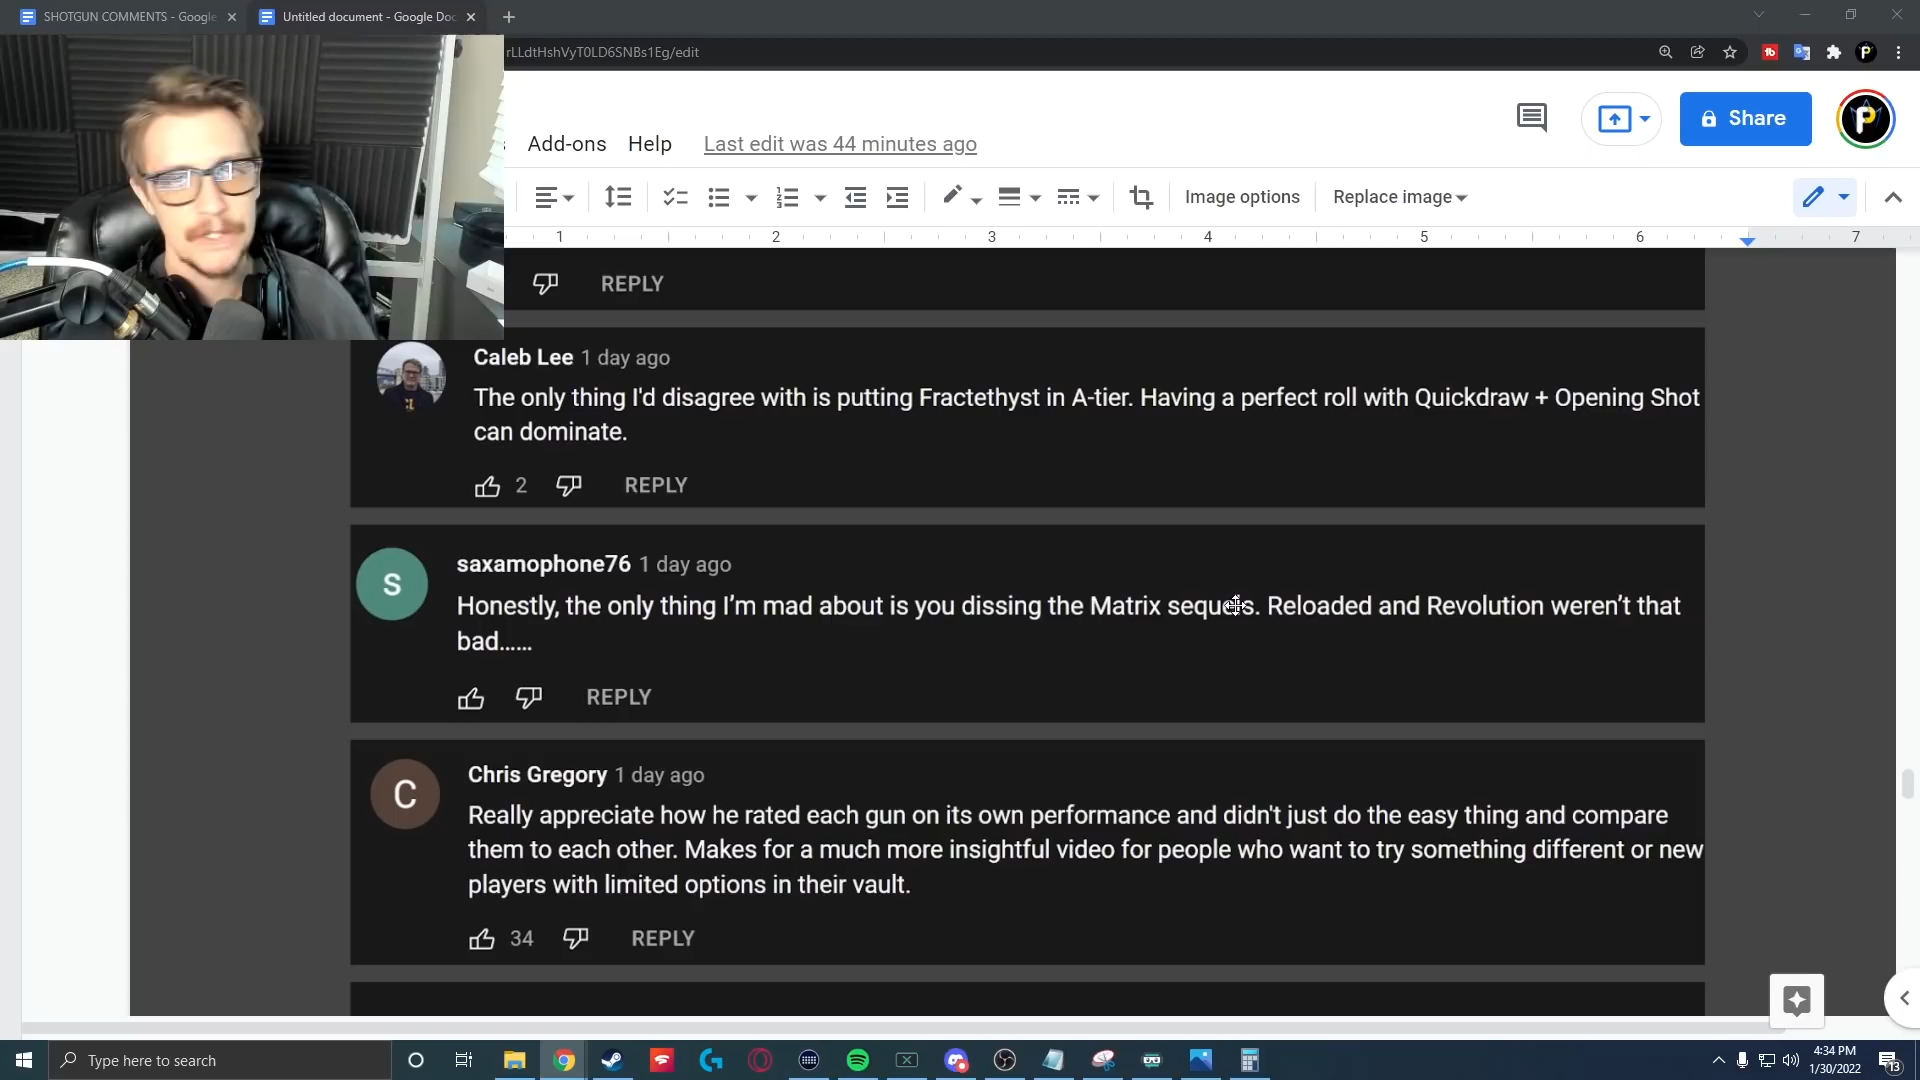 SHOTGUN COMMENTS - Google
Untitled document - Google Doc
rLLdtHshVyT0LD6SNBs1Eg/edit
Share
Add-ons Help Last edit was 44 minutes ago
Image options Replace image
1 2 3 4 5 6 7
REPLY
Caleb Lee 1 day ago
The only thing I'd disagree with is putting Fractethyst in A-tier. Having a perfect roll with Quickdraw + Opening Shot
can dominate.
2 REPLY
S
saxamophone76 1 day ago
Honestly, the only thing I’m mad about is you dissing the Matrix sequels. Reloaded and Revolution weren’t that
bad......
REPLY
C
Chris Gregory 1 day ago
Really appreciate how he rated each gun on its own performance and didn't just do the easy thing and compare
them to each other. Makes for a much more insightful video for people who want to try something different or new
players with limited options in their vault.
34 REPLY
Type here to search
4:34 PM
1/30/2022
13